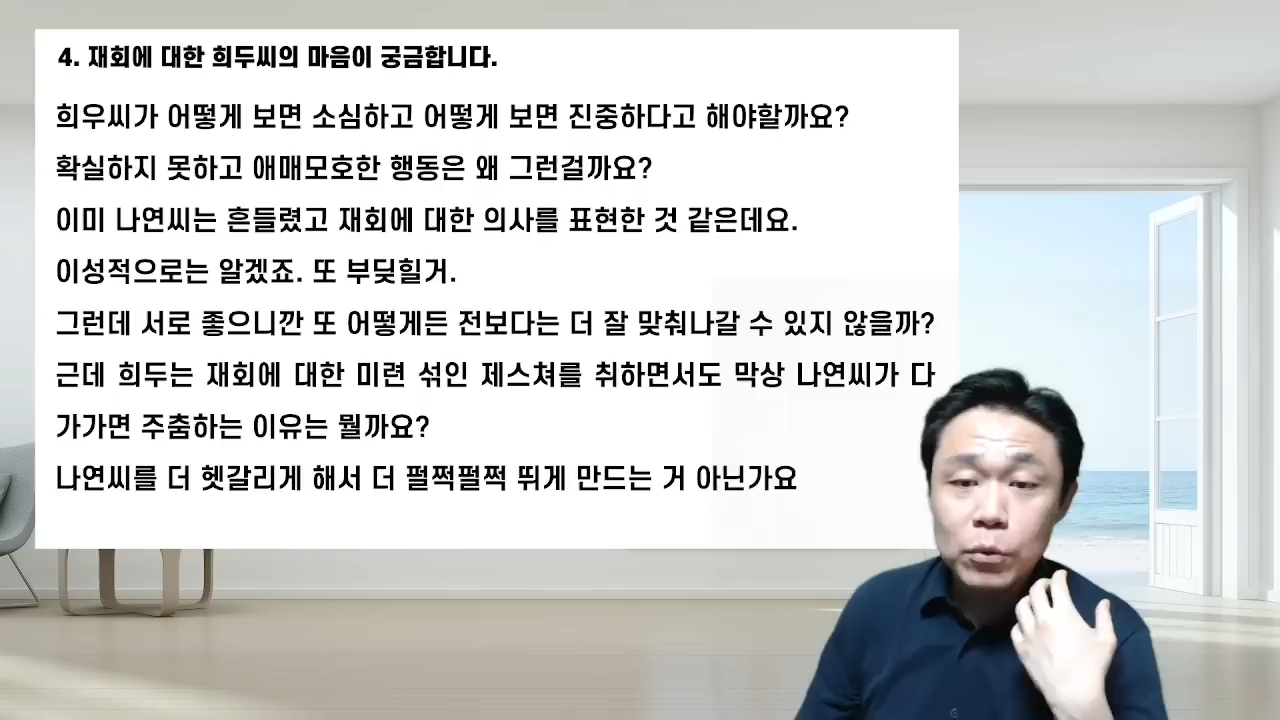 4. 재회에 대한 희두씨의 마음이 궁금합니다.
희우씨가 어떻게 보면 소심하고 어떻게 보면 진중하다고 해야할까요?
확실하지 못하고 애매모호한 행동은 왜 그런걸까요?
이미 나연씨는 흔들렸고 재회에 대한 의사를 표현한 것 같은데요.
이성적으로는 알겠죠. 또 부딪힐거.
그런데 서로 좋으니깐 또 어떻게든 전보다는 더 잘 맞춰나갈 수 있지 않을까?
근데 희두는 재회에 대한 미련 섞인 제스쳐를 취하면서도 막상 나연씨가 다
가가면 주춤하는 이유는 뭘까요?
나연씨를 더 헷갈리게 해서 더 펄쩍펄쩍 뛰게 만드는 거 아닌가요